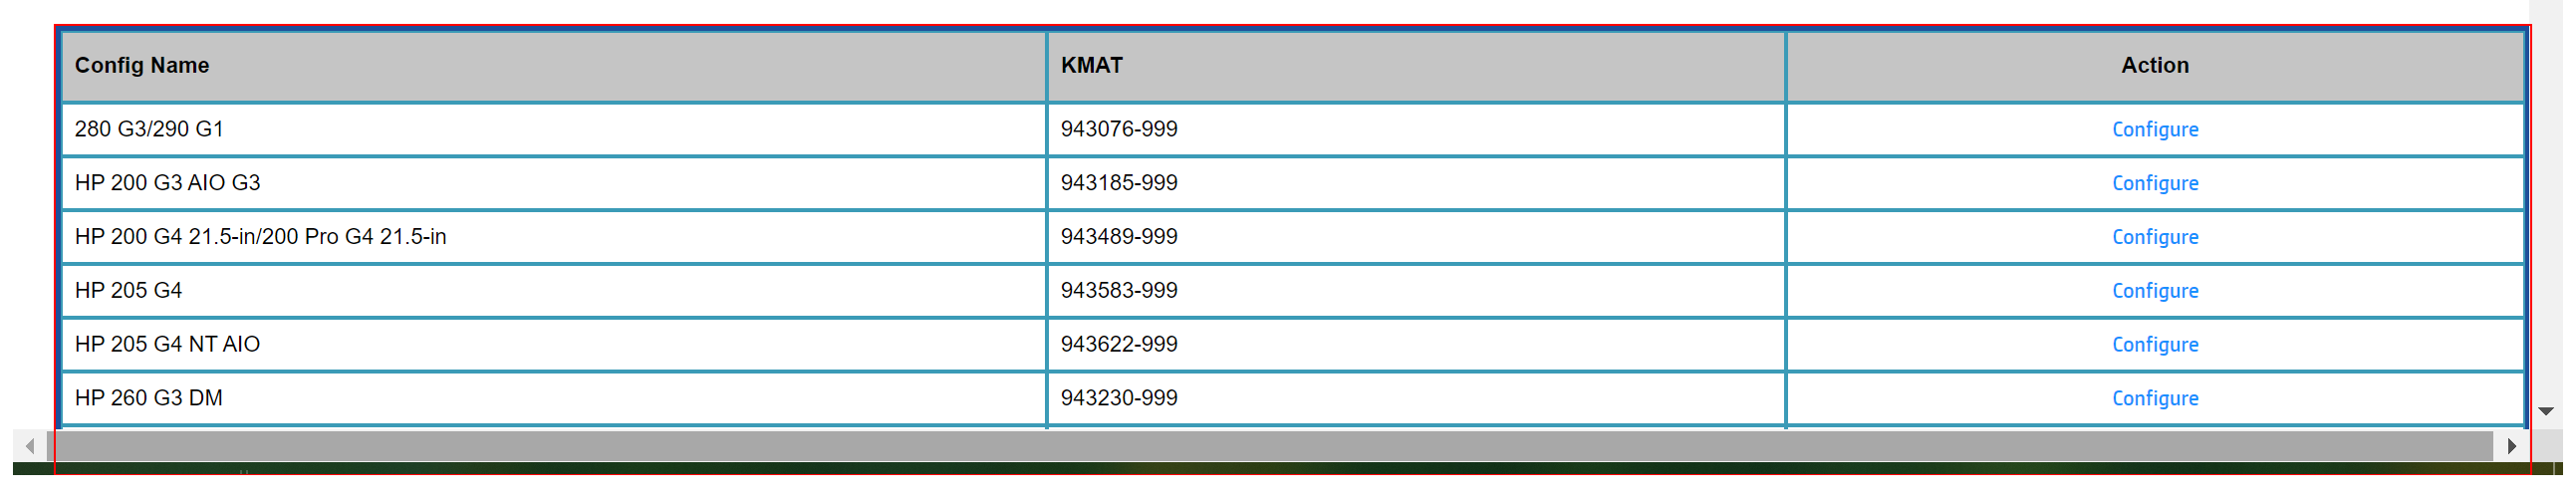 Config Name KMAT Action
280 G3/290 G1 943076-999 Configure
HP 200 G3 AIO G3 943185-999 Configure
HP 200 G4 21.5-in/200 Pro G4 21.5-in 943489-999 Configure
HP 205 G4 943583-999 Configure
HP 205 G4 NT AIO 943622-999 Configure
HP 260 G3 DM 943230-999 Configure